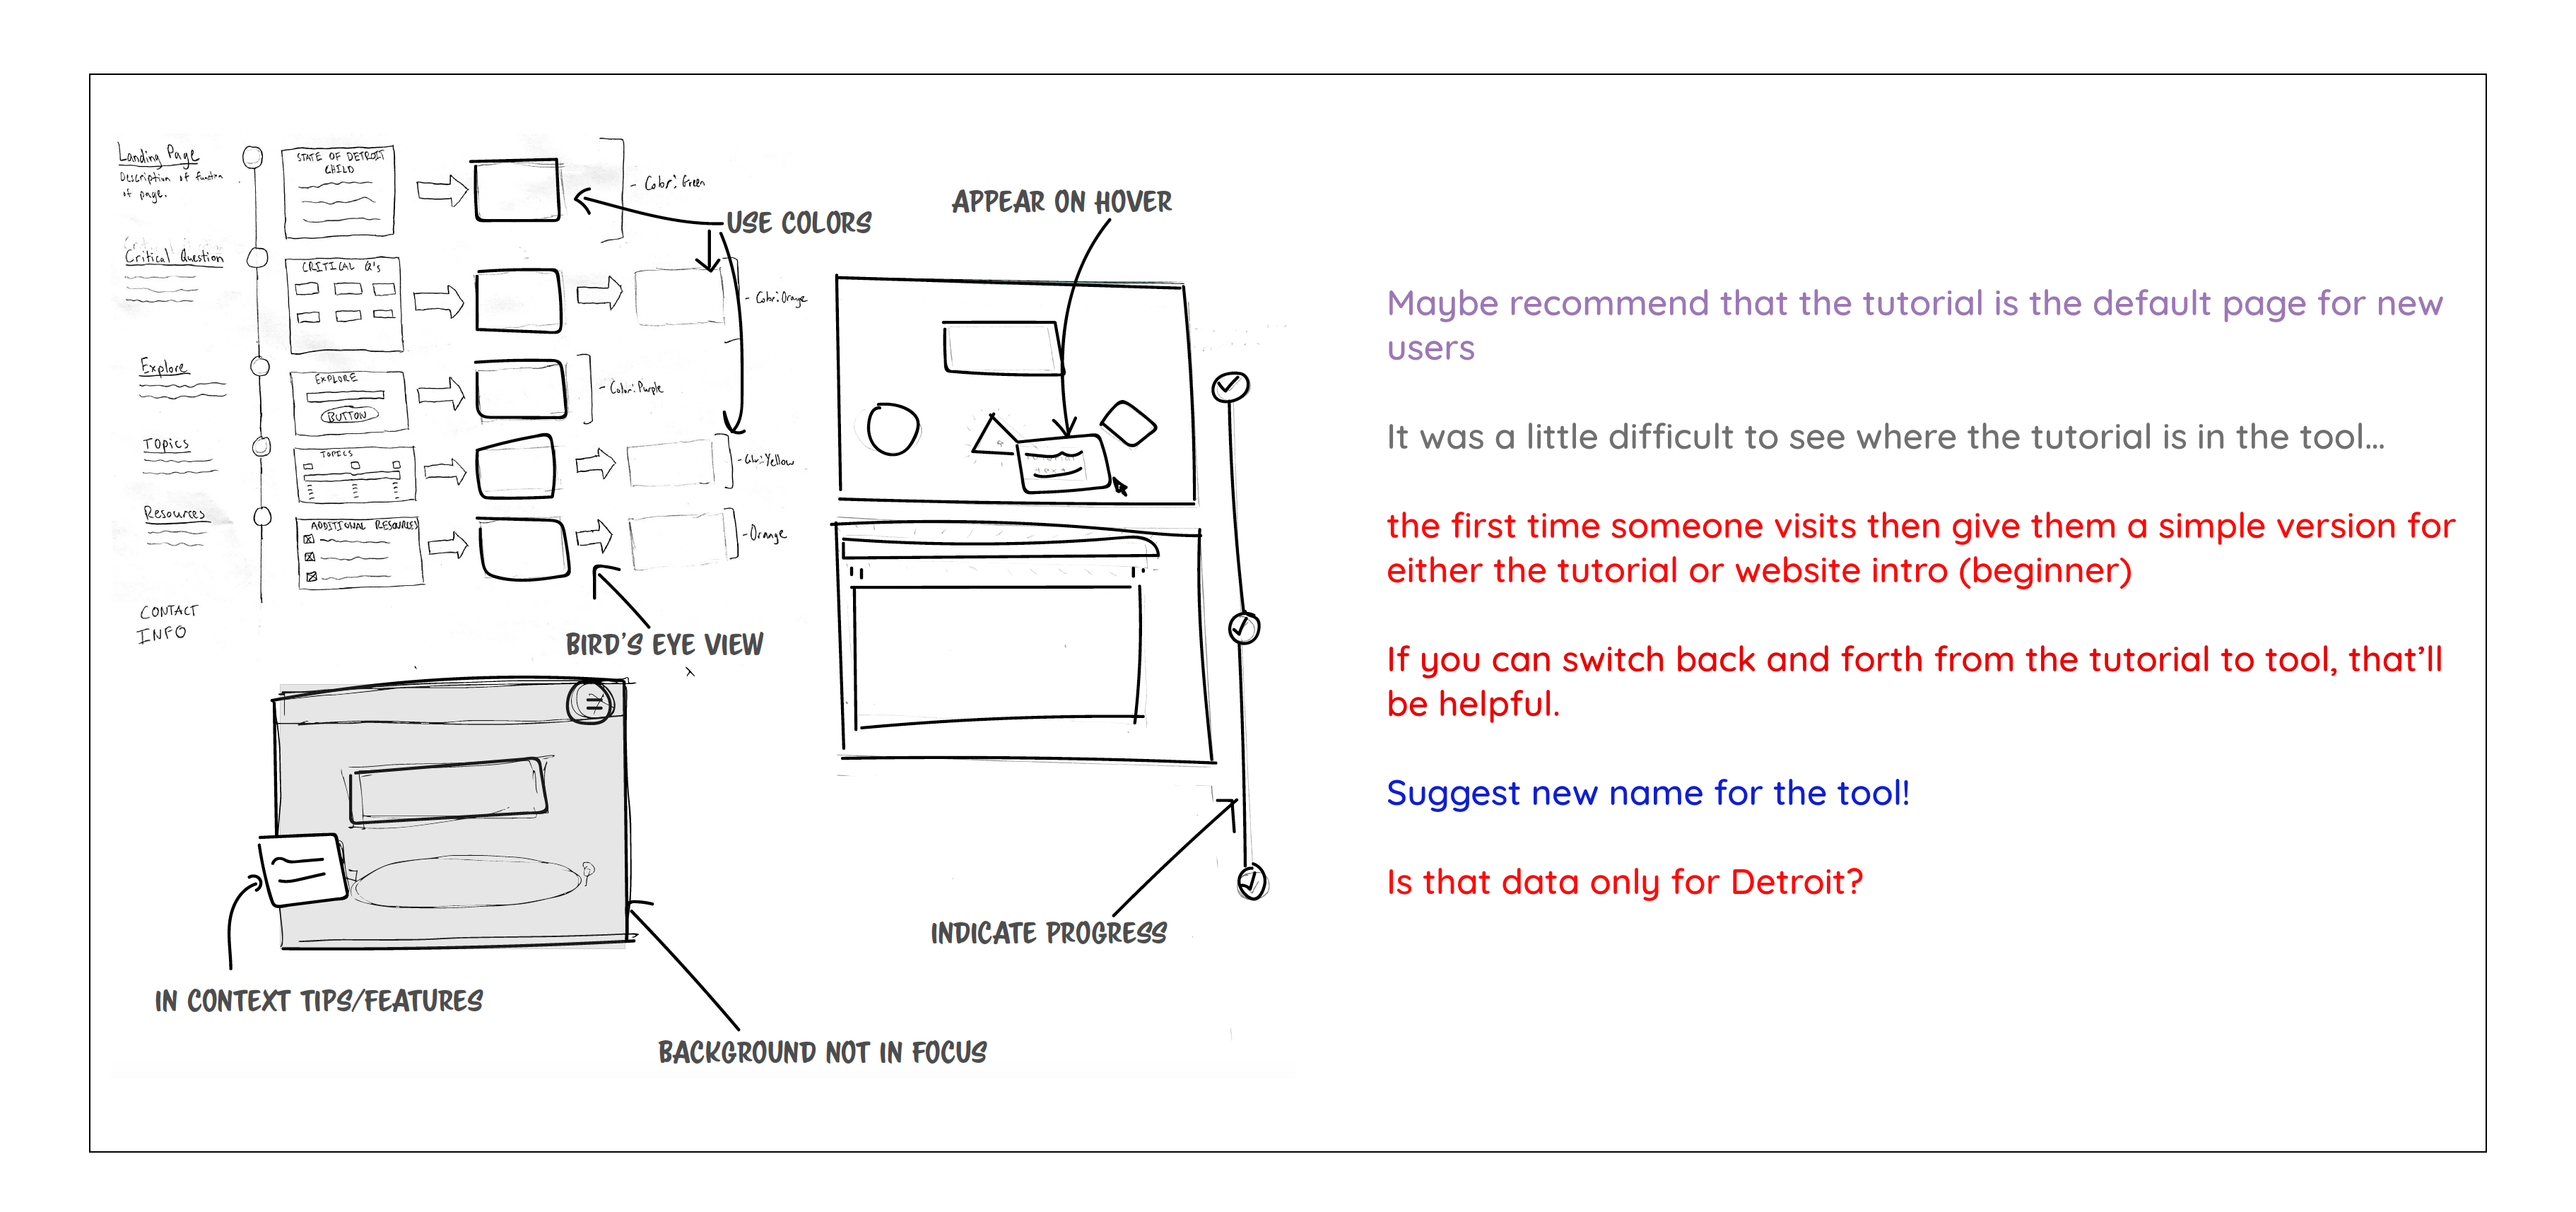 Landing Page
Description of function
of page.
STATE OF DETROIT
CHILD
- Color: Green
USE COLORS
APPEAR ON HOVER
Critical Question
CRITICAL Q's
- Color: Orange
Explore
EXPLORE
BUTTON
- Color: Purple
Topics
TOPICS
- Color: Yellow
Resources
ADDITIONAL RESOURCES
- Orange
CONTACT
INFO
BIRD'S EYE VIEW
IN CONTEXT TIPS/FEATURES
BACKGROUND NOT IN FOCUS
INDICATE PROGRESS
Maybe recommend that the tutorial is the default page for new
users
It was a little difficult to see where the tutorial is in the tool...
the first time someone visits then give them a simple version for
either the tutorial or website intro (beginner)
If you can switch back and forth from the tutorial to tool, that'll
be helpful.
Suggest new name for the tool!
Is that data only for Detroit?